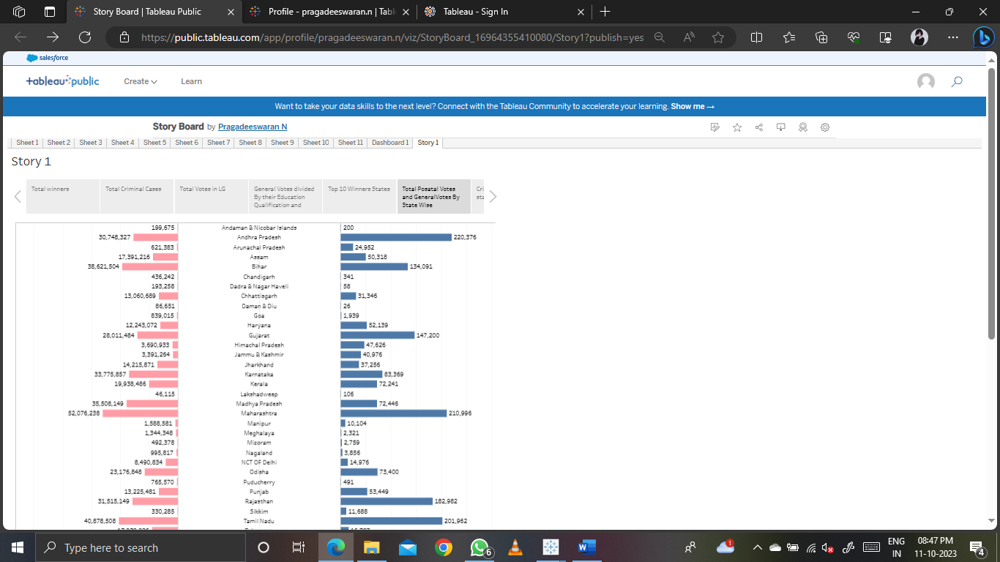 Story Board | Tableau Public
Profile - pragadeeswaran.n | Tabl
Tableau - Sign In
https://public.tableau.com/app/profile/pragadeeswaran.n/viz/StoryBoard_16964355410080/Story1?publish=yes
salesforce
+ableau public
Create
Learn
Want to take your data skills to the next level? Connect with the Tableau Community to accelerate your learning. Show me →
Story Board by Pragadeeswaran N
Sheet 1 Sheet 2 Sheet 3 Sheet 4 Sheet 5 Sheet 6 Sheet 7 Sheet 8 Sheet 9 Sheet 10 Sheet 11 Dashboard 1 Story 1
Story 1
Total winners
Total Criminal Cases
Total Votes in LG
General Votes divided
By their Education
Qualification and
Top 10 Winners States
Total Posatal Votes
and GeneralVotes By
State Wise
Cri
sta
199,675 Andaman & Nicobar Islands 200
30,748,327 Andhra Pradesh 220,376
621,383 Arunachal Pradesh 24,952
17,391,216 Assam 50,318
38,621,504 Bihar 134,091
436,242 Chandigarh 341
193,258 Dadra & Nagar Haveli 58
13,060,689 Chhattisgarh 31,346
86,651 Daman & Diu 26
839,015 Goa 1,939
12,243,072 Haryana 52,139
28,011,484 Gujarat 147,200
3,690,933 Himachal Pradesh 47,626
3,391,264 Jammu & Kashmir 40,976
14,215,871 Jharkhand 37,256
33,775,857 Karnataka 83,369
19,938,486 Kerala 72,241
46,115 Lakshadweep 106
35,508,149 Madhya Pradesh 72,446
52,076,238 Maharashtra 210,996
1,588,581 Manipur 10,104
1,344,348 Meghalaya 2,321
492,378 Mizoram 2,759
995,817 Nagaland 3,856
8,490,834 NCT OF Delhi 14,976
23,176,848 Odisha 73,400
765,570 Puducherry 491
13,225,481 Punjab 53,449
31,515,149 Rajasthan 182,982
330,285 Sikkim 11,688
40,878,508 Tamil Nadu 201,962
Type here to search
6
1
ENG
IN
08:47 PM
11-10-2023
4